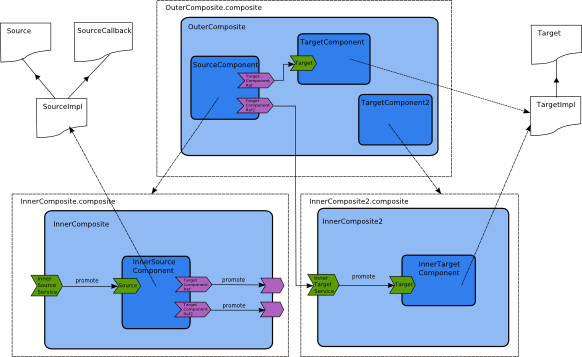 OuterComposite.composite
Source
SourceCallback
OuterComposite
Target
TargetComponent
SourceComponent
Target
Target
Component
Ref
Target
Component
Ref2
TargetComponent2
SourceImpl
TargetImpl
InnerComposite.composite
InnerComposite2.composite
InnerComposite
InnerComposite2
InnerSource
Component
InnerTarget
Component
Inner
Source
Service
promote
Source
Target
Component
Ref
promote
Target
Component
Ref2
promote
Inner
Target
Service
promote
Target